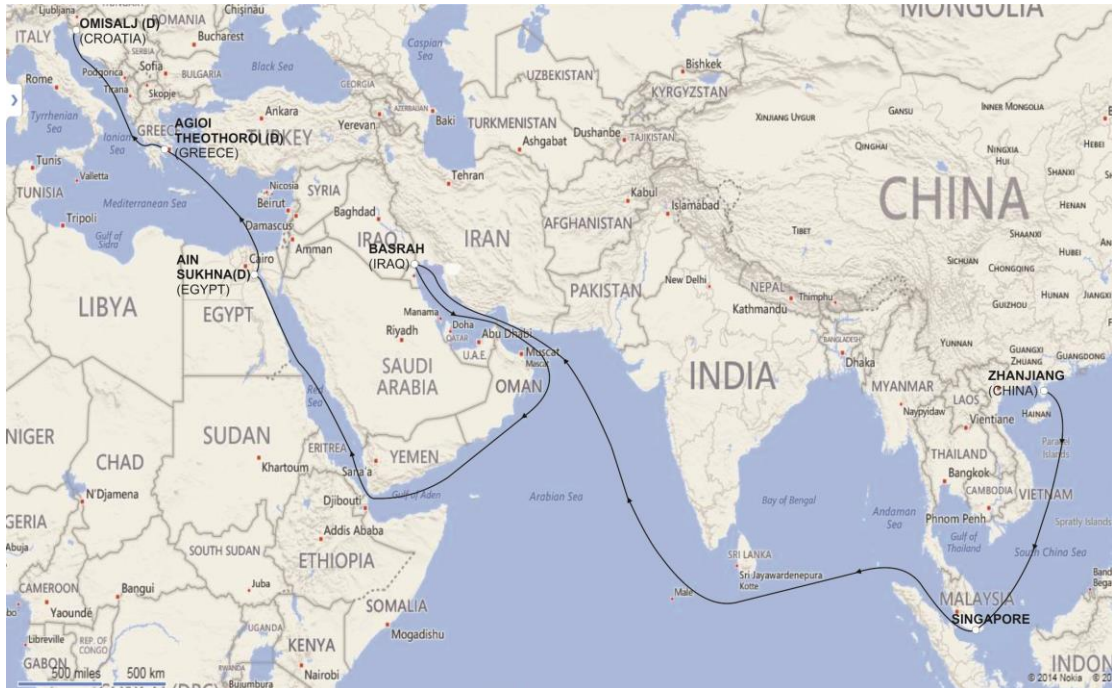 Ljubljana
OMISALJ (D)
(CROATIA)
ROMANIA
Chişinău
ITALY
SERBIA
Bucharest
Podgorica
Sofia
BULGARIA
Black Sea
Rome
Tirana
Skopje
Tyrrhenian
Sea
AGIOI
THEOTHOROI (D)
(GREECE)
GREECE
Ionian
Sea
Ankara
TURKEY
GEORGIA
Yerevan
AZERBAIJAN
Baki
Caspian
Sea
UZBEKISTAN
Bishkek
KYRGYZSTAN
TURKMENISTAN
Dushanbe
TAJIKISTAN
Ashgabat
MONGOLIA
INNER MONGOLIA
XINJIANG UYGUR
GANSU
QINGHAI
NINGXIA
HUI
HEBEI
SHANXI
SHAANXI
HENAN
HUBEI
TIBET
SICHUAN
CHONGQING
HUNAN
JIANGXI
GUIZHOU
YUNNAN
GUANGXI
ZHUANG
GUANGDONG
CHINA
Tunis
TUNISIA
Valletta
Mediterranean Sea
Tripoli
Gulf of
Sidra
Nicosia
SYRIA
Beirut
Damascus
Baghdad
Amman
IRAQ
BASRAH
(IRAQ)
Tehran
IRAN
Kabul
AFGHANISTAN
Islamabad
PAKISTAN
AIN
SUKHNA(D)
(EGYPT)
Cairo
LIBYA
EGYPT
New Delhi
NEPAL
Kathmandu
Thimphu
BANGLADESH
Dhaka
Manama
Doha
QATAR
Abu Dhabi
U.A.E.
Muscat
Mascat
Riyadh
SAUDI
ARABIA
OMAN
INDIA
MYANMAR
Naypyidaw
LAOS
Vientiane
ZHANJIANG
(CHINA)
HAINAN
Paracel
Islands
Red
Sea
NIGER
CHAD
SUDAN
ERITREA
Khartoum
YEMEN
Sana'a
Gulf of Aden
Arabian Sea
Bay of Bengal
Andaman
Sea
THAILAND
Bangkok
CAMBODIA
VIETNAM
Phnom Penh
Gulf of
Thailand
Spratly Islands
South China Sea
N'Djamena
Djibouti
Addis Ababa
ETHIOPIA
SOUTH SUDAN
Abuja
CAMEROON
Yaoundé
Bangui
Juba
SOMALIA
Mogadishu
SRI LANKA
Sri Jayawardenepura
Kotte
Male
MALAYSIA
SINGAPORE
Libreville
GABON
REP. OF
CONGO
UGANDA
KENYA
Nairobi
RWANDA
Bujumbura
500 miles
500 km
© 2014 Nokia